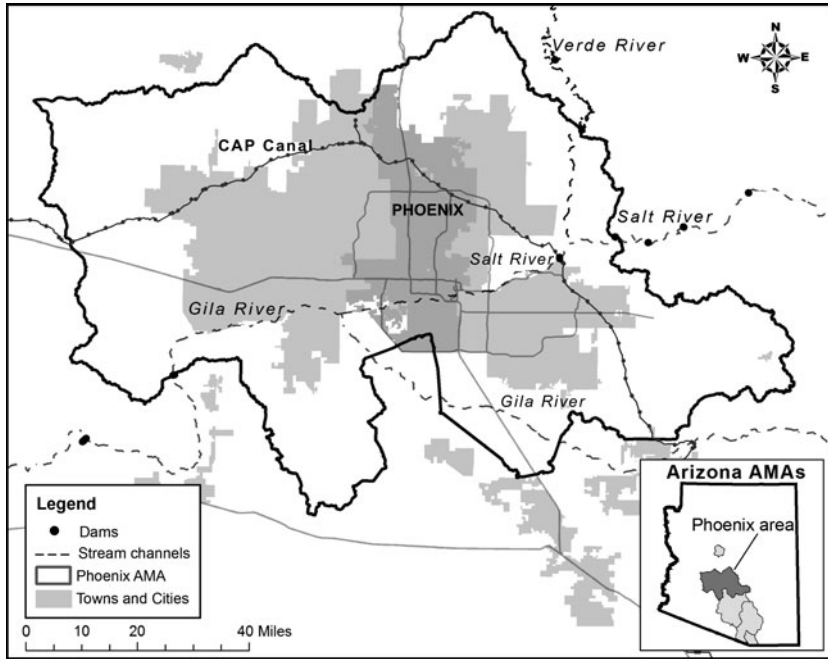 Verde River
N
W E
S
CAP Canal
PHOENIX
Salt River
Salt River
Gila River
Gila River
Legend
Dams
Stream channels
Phoenix AMA
Towns and Cities
0 10 20 40 Miles
Arizona AMAs
Phoenix area